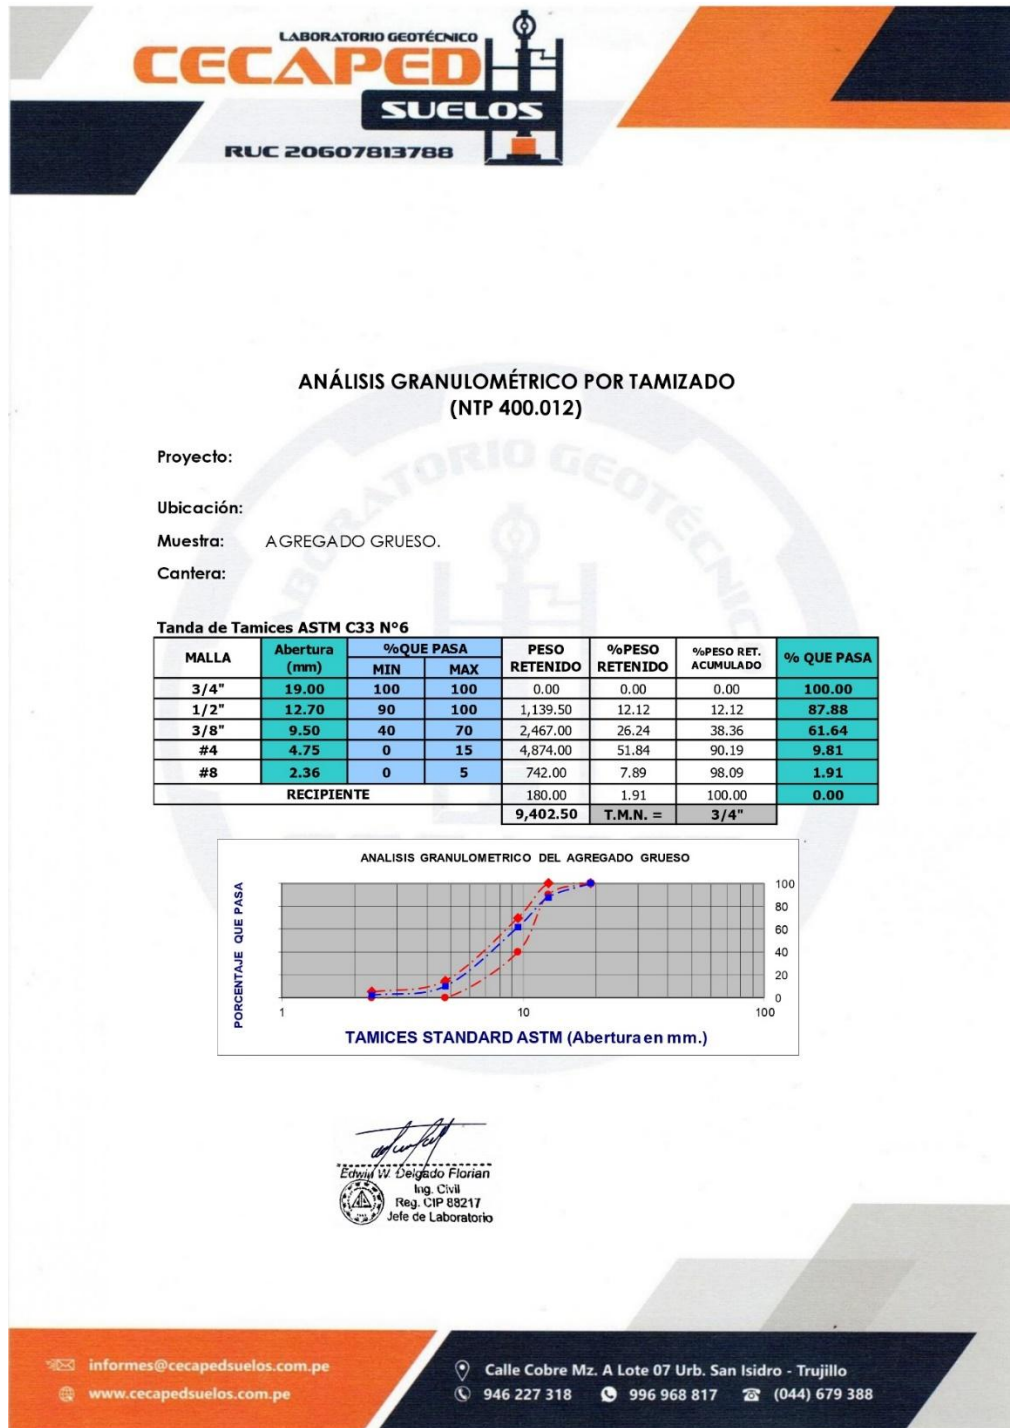 LABORATORIO GEOTÉCNICO
CECAPED
SUELOS
RUC 20607813788
ANÁLISIS GRANULOMÉTRICO POR TAMIZADO
(NTP 400.012)
LABORATORIO GEOTÉCNIC
Proyecto:
Ubicación:
Muestra: AGREGADO GRUESO.
Cantera:
Tanda de Tamices ASTM C33 N°6
MALLA Abertura (mm) %QUE PASA MIN MAX PESO RETENIDO %PESO RETENIDO %PESO RET. ACUMULADO % QUE PASA
3/4" 19.00 100 100 0.00 0.00 0.00 100.00
1/2" 12.70 90 100 1,139.50 12.12 12.12 87.88
3/8" 9.50 40 70 2,467.00 26.24 38.36 61.64
#4 4.75 0 15 4,874.00 51.84 90.19 9.81
#8 2.36 0 5 742.00 7.89 98.09 1.91
RECIPIENTE 180.00 1.91 100.00 0.00
9,402.50 T.M.N. = 3/4"
ANALISIS GRANULOMETRICO DEL AGREGADO GRUESO
PORCENTAJE QUE PASA
100
80
60
40
20
0
1 10 100
TAMICES STANDARD ASTM (Abertura en mm.)
Edwin W. Delgado Florian
Ing. Civil
Reg. CIP 88217
Jefe de Laboratorio
informes@cecapedsuelos.com.pe
www.cecapedsuelos.com.pe
Calle Cobre Mz. A Lote 07 Urb. San Isidro - Trujillo
946 227 318 996 968 817 (044) 679 388